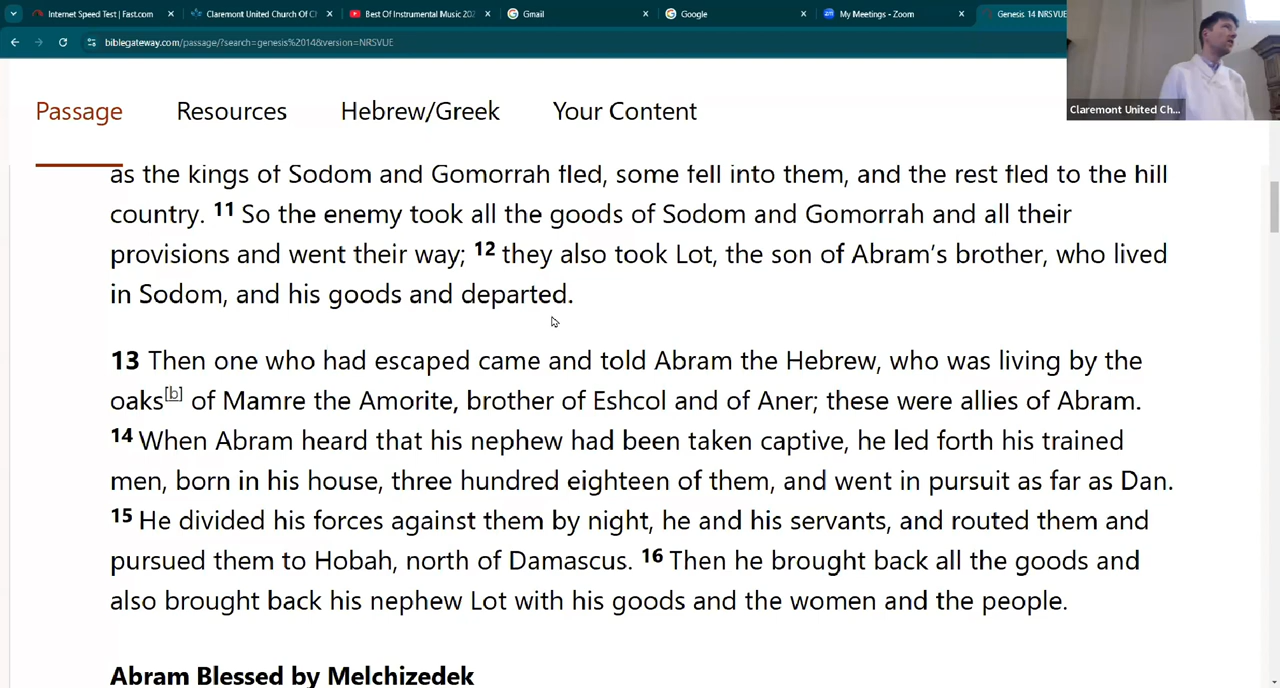 Internet Speed Test | Fast.com
Claremont United Church Of Ch
Best Of Instrumental Music 202
Gmail
Google
My Meetings - Zoom
Genesis 14 NRSVUE
biblegateway.com/passage/?search=genesis%2014&version=NRSVUE
Claremont United Ch...
Passage Resources Hebrew/Greek Your Content
as the kings of Sodom and Gomorrah fled, some fell into them, and the rest fled to the hill
country. 11 So the enemy took all the goods of Sodom and Gomorrah and all their
provisions and went their way; 12 they also took Lot, the son of Abram’s brother, who lived
in Sodom, and his goods and departed.
13 Then one who had escaped came and told Abram the Hebrew, who was living by the
oaks[b] of Mamre the Amorite, brother of Eshcol and of Aner; these were allies of Abram.
14 When Abram heard that his nephew had been taken captive, he led forth his trained
men, born in his house, three hundred eighteen of them, and went in pursuit as far as Dan.
15 He divided his forces against them by night, he and his servants, and routed them and
pursued them to Hobah, north of Damascus. 16 Then he brought back all the goods and
also brought back his nephew Lot with his goods and the women and the people.
Abram Blessed by Melchizedek